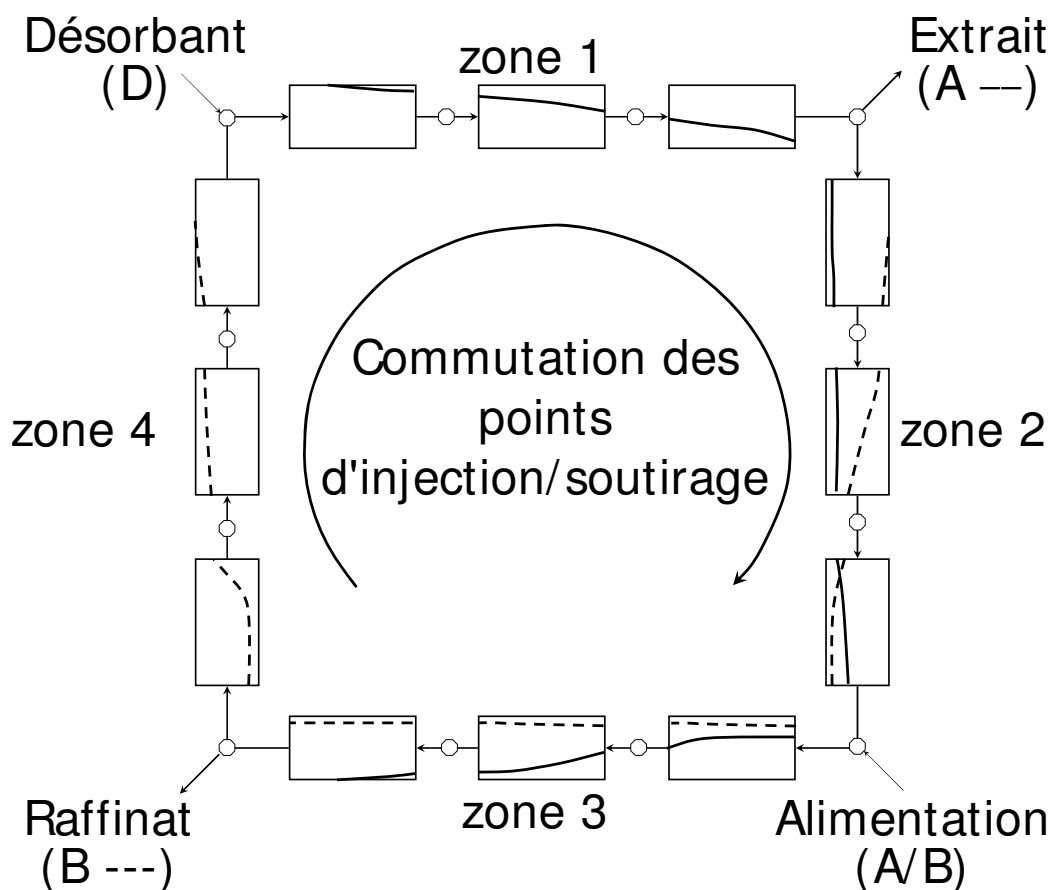 Désorbant
(D)
zone 1
Extrait
(A —)
Commutation des
points
d'injection/soutirage
zone 4
zone 2
Raffinat
(B ---)
zone 3
Alimentation
(A/B)